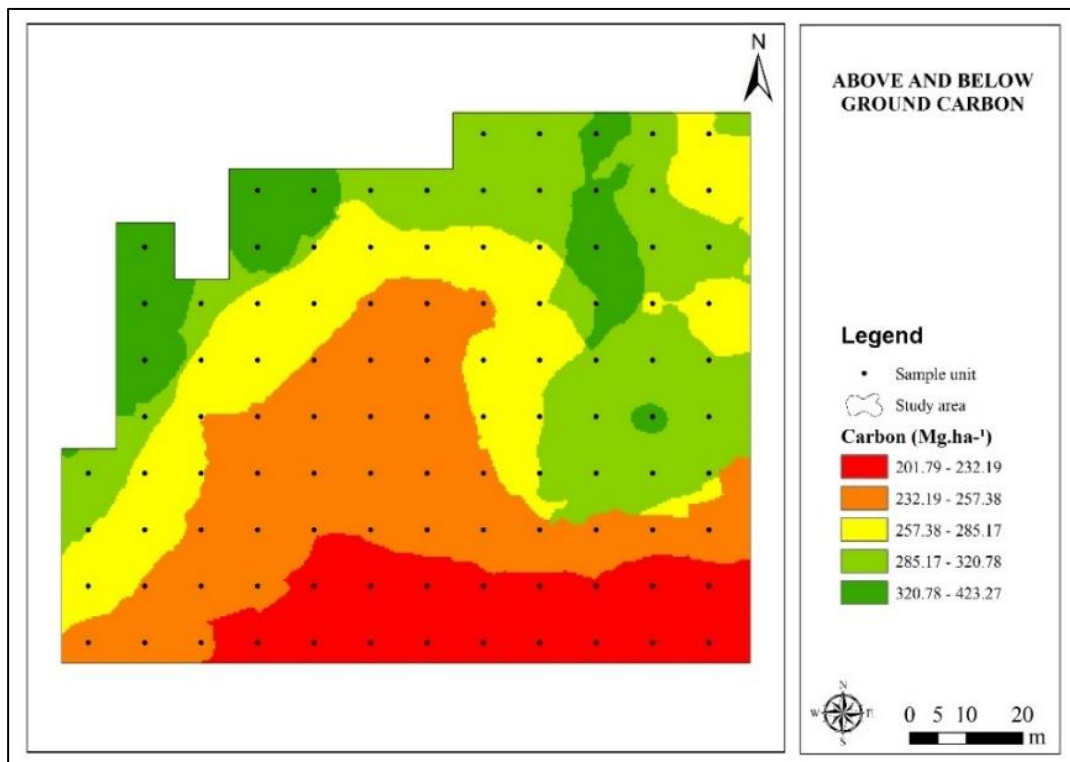 N
ABOVE AND BELOW
GROUND CARBON
Legend
Sample unit
Study area
Carbon (Mg.ha-¹)
201.79 - 232.19
232.19 - 257.38
257.38 - 285.17
285.17 - 320.78
320.78 - 423.27
N
W E
S
0 5 10 20
m